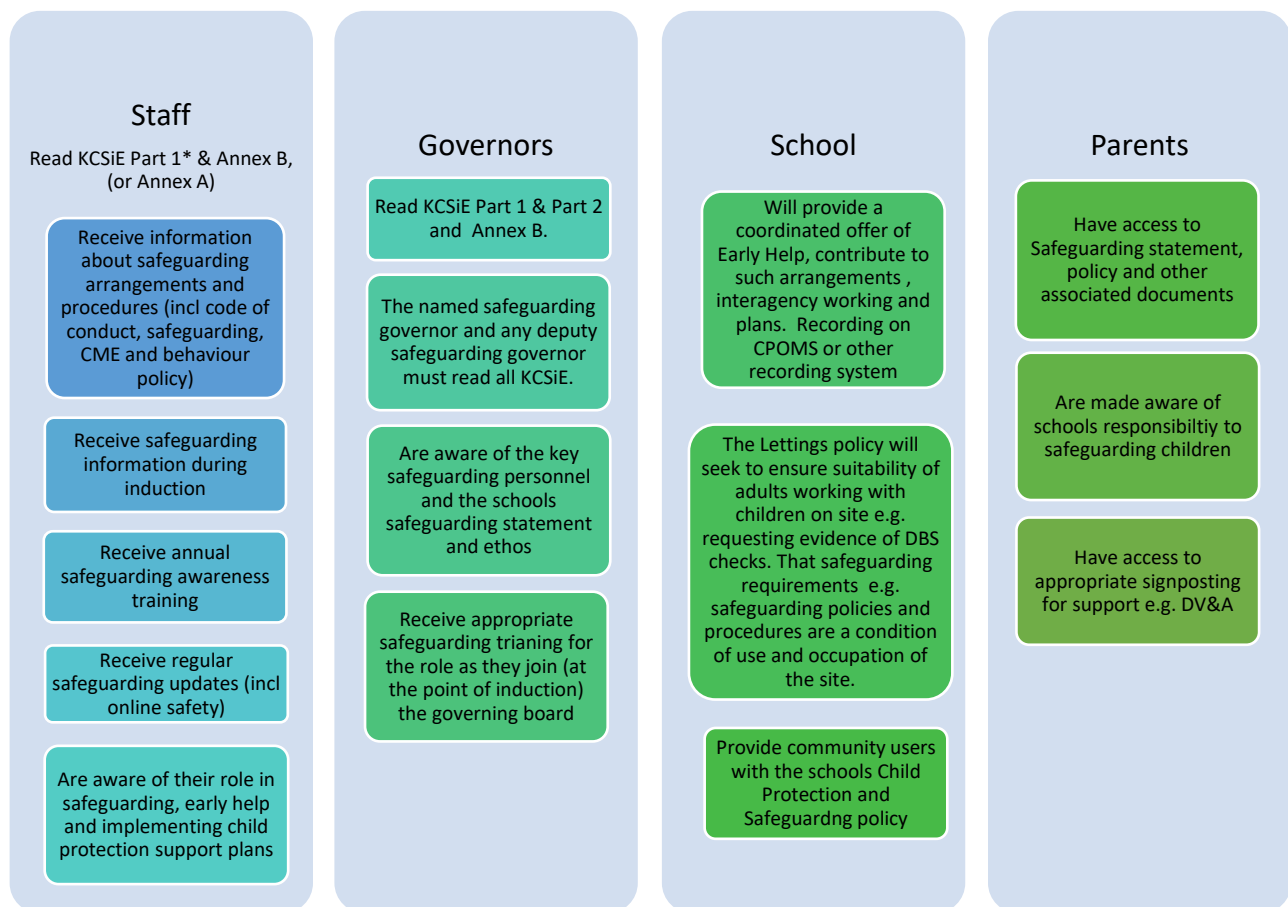 Staff
Read KCSiE Part 1* & Annex B,
(or Annex A)
Receive information
about safeguarding
arrangements and
procedures (incl code of
conduct, safeguarding,
CME and behaviour
policy)
Receive safeguarding
information during
induction
Receive annual
safeguarding awareness
training
Receive regular
safeguarding updates (incl
online safety)
Are aware of their role in
safeguarding, early help
and implementing child
protection support plans
Governors
Read KCSiE Part 1 & Part 2
and Annex B.
The named safeguarding
governor and any deputy
safeguarding governor
must read all KCSiE.
Are aware of the key
safeguarding personnel
and the schools
safeguarding statement
and ethos
Receive appropriate
safeguarding trianing for
the role as they join (at
the point of induction)
the governing board
School
Will provide a
coordinated offer of
Early Help, contribute to
such arrangements ,
interagency working and
plans. Recording on
CPOMS or other
recording system
The Lettings policy will
seek to ensure suitability of
adults working with
children on site e.g.
requesting evidence of DBS
checks. That safeguarding
requirements e.g.
safeguarding policies and
procedures are a condition
of use and occupation of
the site.
Provide community users
with the schools Child
Protection and
Safeguardng policy
Parents
Have access to
Safeguarding statement,
policy and other
associated documents
Are made aware of
schools responsibiltiy to
safeguarding children
Have access to
appropriate signposting
for support e.g. DV&A